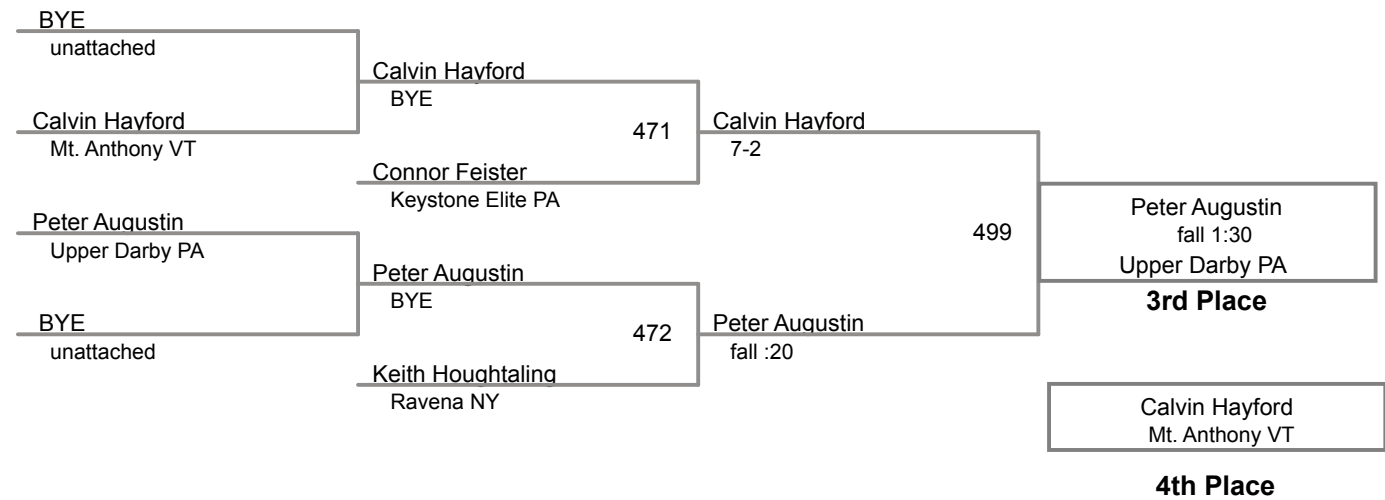 BYE
unattached
Calvin Hayford
BYE
Calvin Hayford
Mt. Anthony VT
471
Calvin Hayford
7-2
Connor Feister
Keystone Elite PA
Peter Augustin
Upper Darby PA
499
Peter Augustin
fall 1:30
Upper Darby PA
3rd Place
Peter Augustin
BYE
BYE
unattached
472
Peter Augustin
fall :20
Keith Houghtaling
Ravena NY
Calvin Hayford
Mt. Anthony VT
4th Place